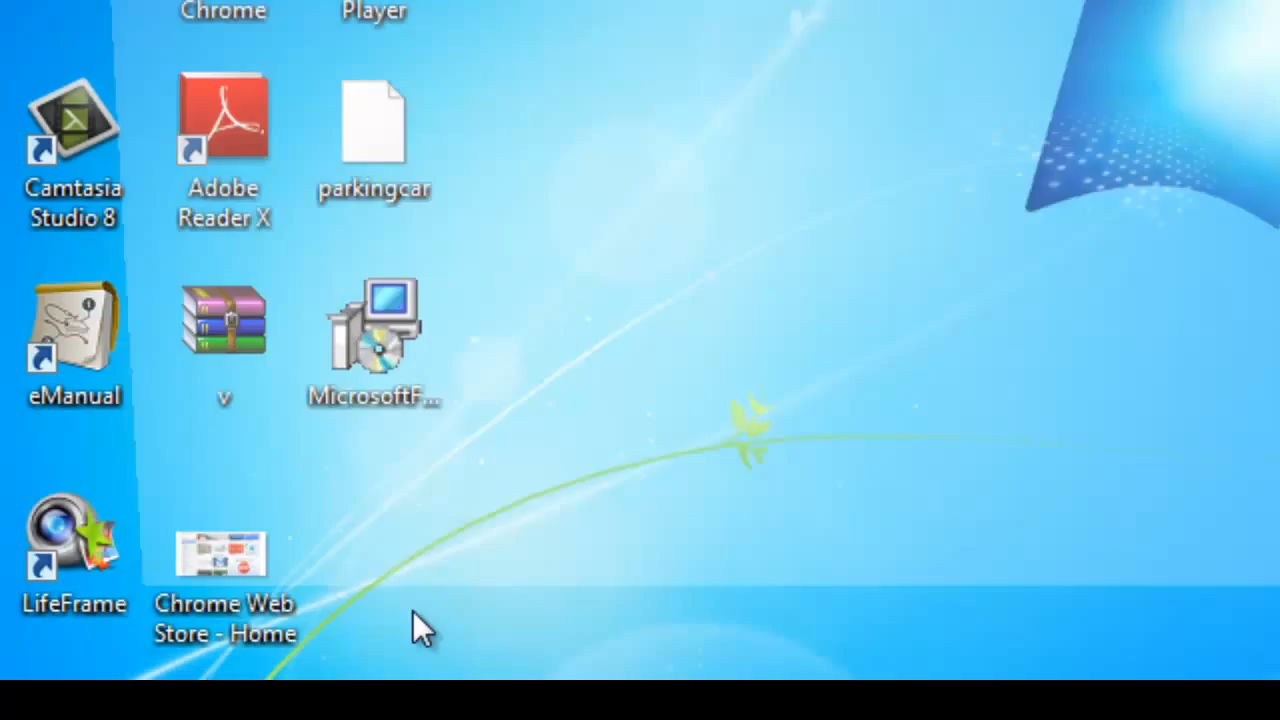 Chrome
Player
Camtasia
Studio 8
Adobe
Reader X
parkingcar
eManual
v
MicrosoftF...
LifeFrame
Chrome Web
Store - Home